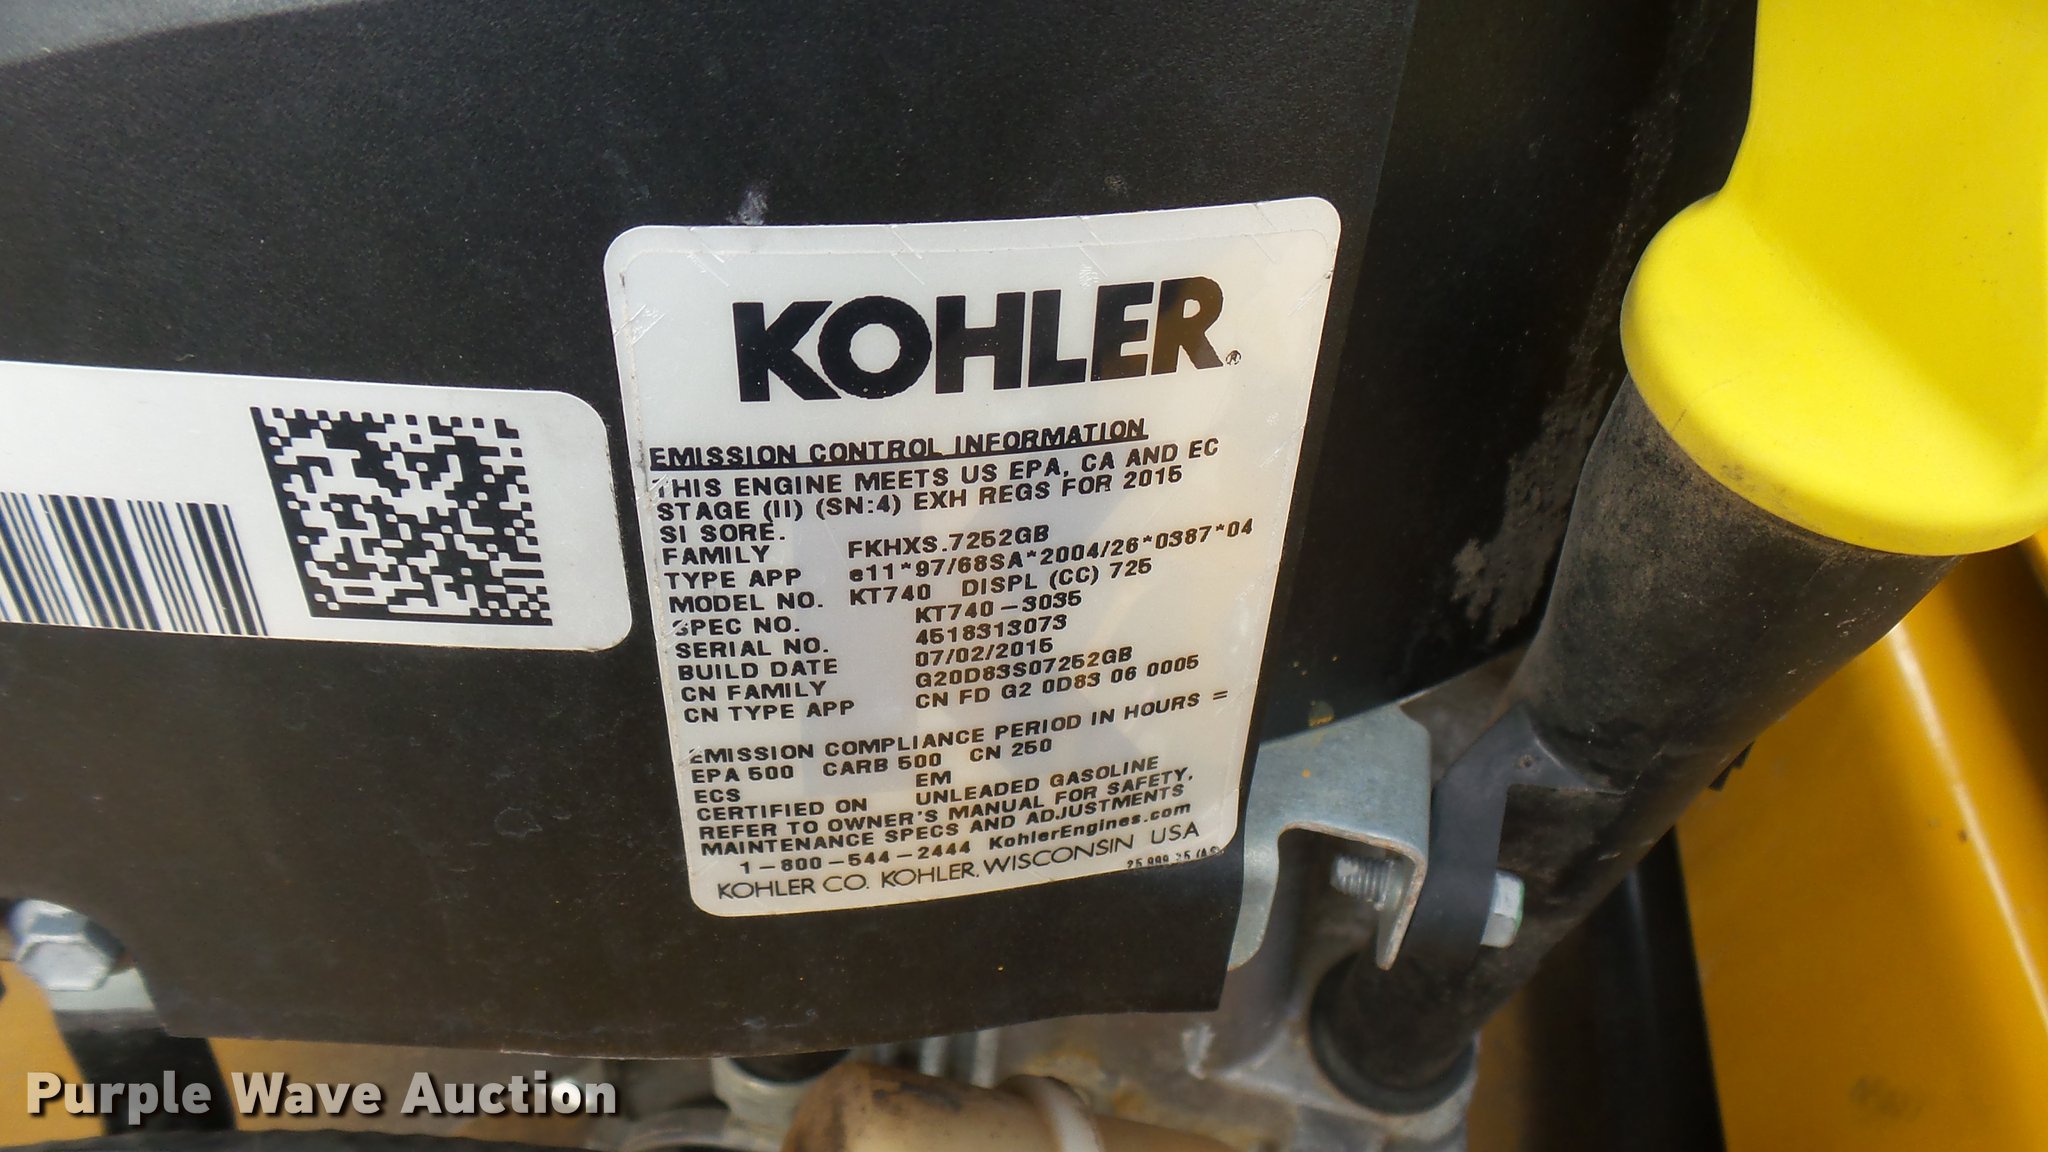 KOHLER®
EMISSION CONTROL INFORMATION
THIS ENGINE MEETS US EPA, CA AND EC
STAGE (II) (SN:4) EXH REGS FOR 2015
SI SORE.
FAMILY FKHXS.7252GB
TYPE APP e11*97/68SA*2004/26*0387*04
MODEL NO. KT740 DISPL (CC) 725
SPEC NO. KT740-3035
SERIAL NO. 4518313073
BUILD DATE 07/02/2015
CN FAMILY G20D83S07252GB
CN TYPE APP CN FD G2 0D83 06 0005
EMISSION COMPLIANCE PERIOD IN HOURS =
EPA 500 CARB 500 CN 250
ECS EM
CERTIFIED ON UNLEADED GASOLINE
REFER TO OWNER'S MANUAL FOR SAFETY,
MAINTENANCE SPECS AND ADJUSTMENTS
1-800-544-2444 KohlerEngines.com
KOHLER CO. KOHLER, WISCONSIN USA
Purple Wave Auction